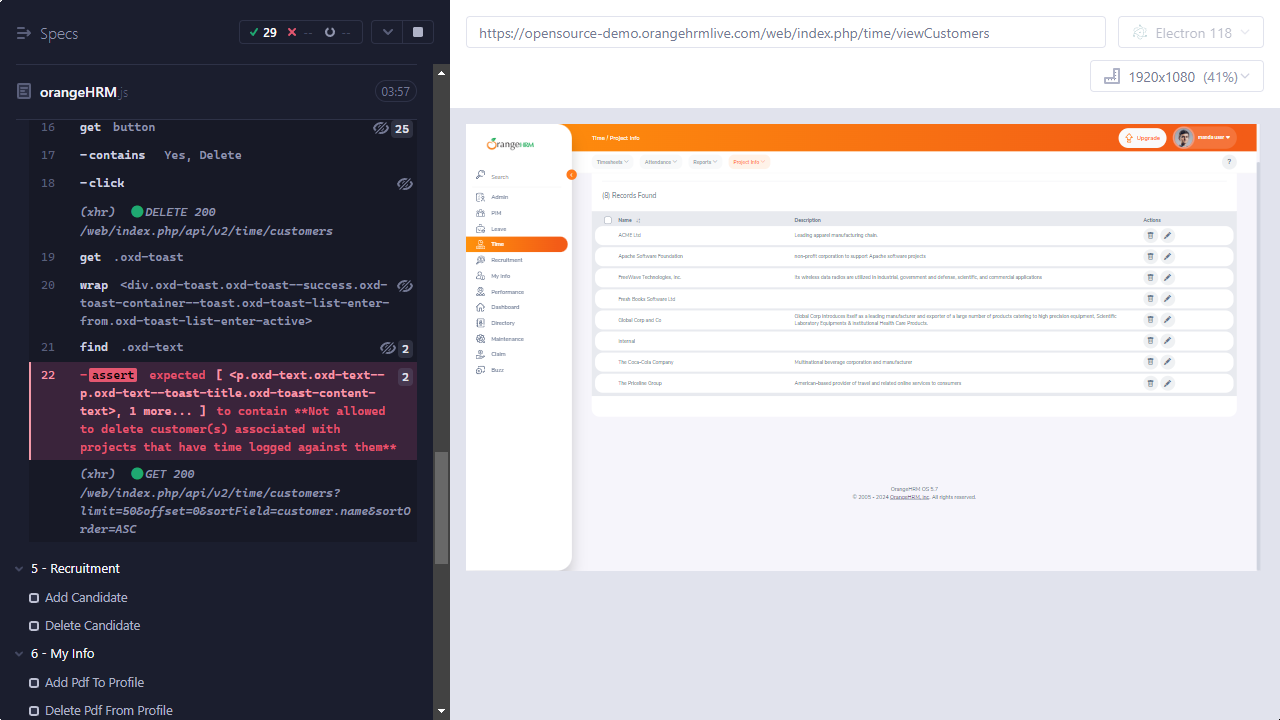 Specs
29
--
--
orangeHRM.js
03:57
16 get button 25
17 -contains Yes, Delete
18 -click
(xhr) DELETE 200
/web/index.php/api/v2/time/customers
19 get .oxd-toast
20 wrap <div.oxd-toast.oxd-toast--success.oxd-
toast-container--toast.oxd-toast-list-enter-
from.oxd-toast-list-enter-active>
21 find .oxd-text 2
22 -assert expected [ <p.oxd-text.oxd-text-- 2
p.oxd-text--toast-title.oxd-toast-content-
text>, 1 more... ] to contain **Not allowed
to delete customer(s) associated with
projects that have time logged against them**
(xhr) GET 200
/web/index.php/api/v2/time/customers?
limit=50&offset=0&sortField=customer.name&sortO
rder=ASC
5 - Recruitment
Add Candidate
Delete Candidate
6 - My Info
Add Pdf To Profile
Delete Pdf From Profile
https://opensource-demo.orangehrmlive.com/web/index.php/time/viewCustomers
Electron 118
1920x1080 (41%)
OrangeHRM
Time / Project Info
Upgrade
Search
Admin
PIM
Leave
Time
Recruitment
My Info
Performance
Dashboard
Directory
Maintenance
Claim
Buzz
Timesheets
Attendance
Reports
Project Info
?
(8) Records Found
Name Description Actions
ACME Ltd Leading apparel manufacturing chain.
Apache Software Foundation non-profit corporation to support Apache software projects
FreeWave Technologies, Inc. Its wireless data radios are utilized in industrial, government and defense, scientific, and commercial applications
Fresh Books Software Ltd
Global Corp and Co Global Corp introduces itself as a leading manufacturer and exporter of a large number of products catering to high precision equipment, Scientific
Laboratory Equipments & Institutional Health Care Products.
Internal
The Coca-Cola Company Multinational beverage corporation and manufacturer
The Priceline Group American-based provider of travel and related online services to consumers
OrangeHRM OS 5.7
© 2005 - 2024 OrangeHRM, Inc. All rights reserved.